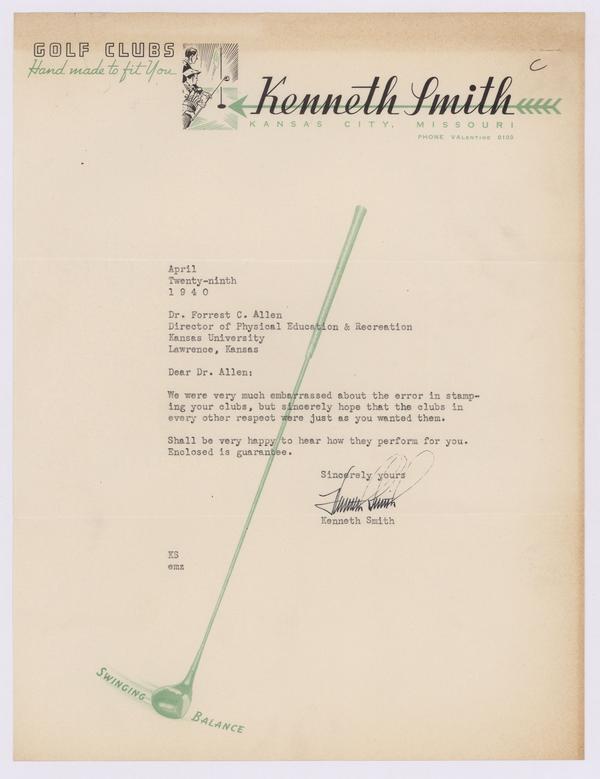 GOLF CLUBS
Hand made to fit You
Kenneth Smith
KANSAS CITY, MISSOURI
PHONE VALENTINE 8135
C
April
Twenty-ninth
1 9 4 0
Dr. Forrest C. Allen
Director of Physical Education & Recreation
Kansas University
Lawrence, Kansas
Dear Dr. Allen:
We were very much embarrassed about the error in stamp-
ing your clubs, but sincerely hope that the clubs in
every other respect were just as you wanted them.
Shall be very happy to hear how they perform for you.
Enclosed is guarantee.
Sincerely yours
Kenneth Smith
Kenneth Smith
KS
emz
SWINGING
BALANCE